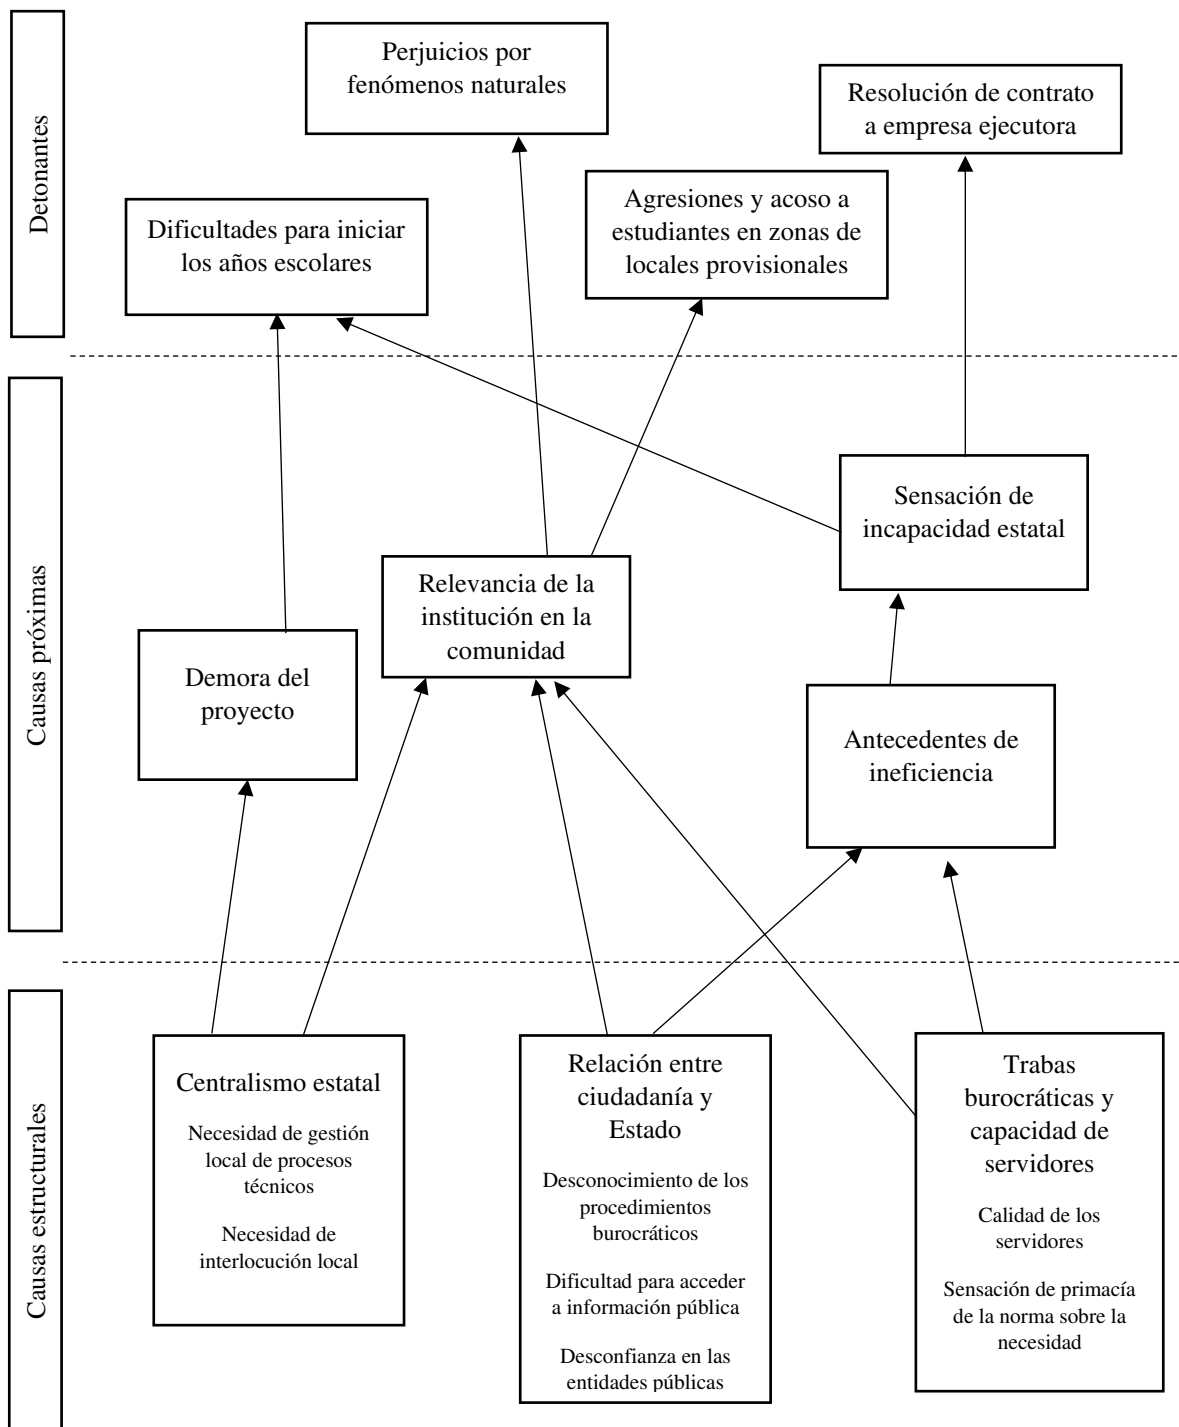 Detonantes
Perjuicios por
fenómenos naturales
Resolución de contrato
a empresa ejecutora
Dificultades para iniciar
los años escolares
Agresiones y acoso a
estudiantes en zonas de
locales provisionales
Causas próximas
Sensación de
incapacidad estatal
Relevancia de la
institución en la
comunidad
Demora del
proyecto
Antecedentes de
ineficiencia
Causas estructurales
Centralismo estatal
Necesidad de gestión
local de procesos
técnicos
Necesidad de
interlocución local
Relación entre
ciudadanía y
Estado
Desconocimiento de los
procedimientos
burocráticos
Dificultad para acceder
a información pública
Desconfianza en las
entidades públicas
Trabas
burocráticas y
capacidad de
servidores
Calidad de los
servidores
Sensación de primacía
de la norma sobre la
necesidad